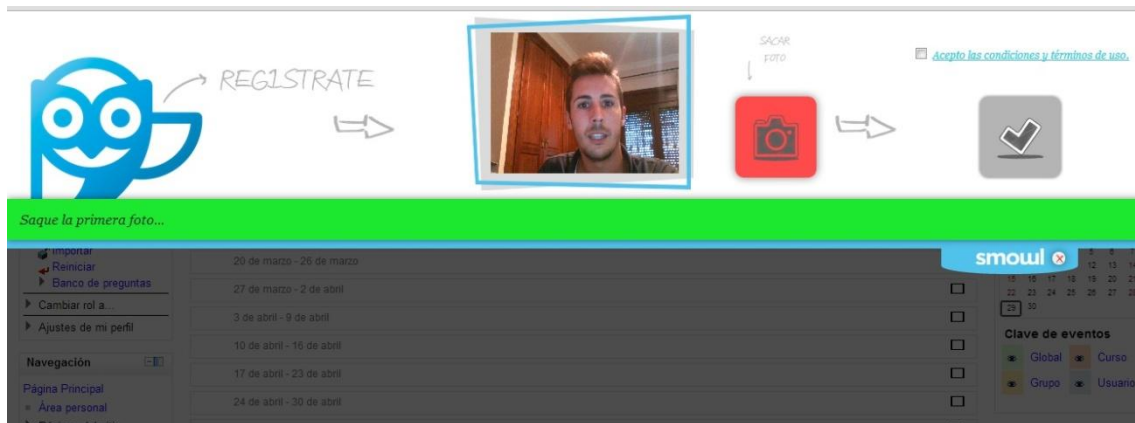 REGISTRATE
SACAR
FOTO
Acepto las condiciones y términos de uso.
Saque la primera foto...
smowl
Importar
Reiniciar
Banco de preguntas
Cambiar rol a...
Ajustes de mi perfil
Navegación
Página Principal
Área personal
20 de marzo - 26 de marzo
27 de marzo - 2 de abril
3 de abril - 9 de abril
10 de abril - 16 de abril
17 de abril - 23 de abril
24 de abril - 30 de abril
12 13
15 16 17 18 19 20
22 23 24 25 26 27 28
29 30
Clave de eventos
Global Curso
Grupo Usuario